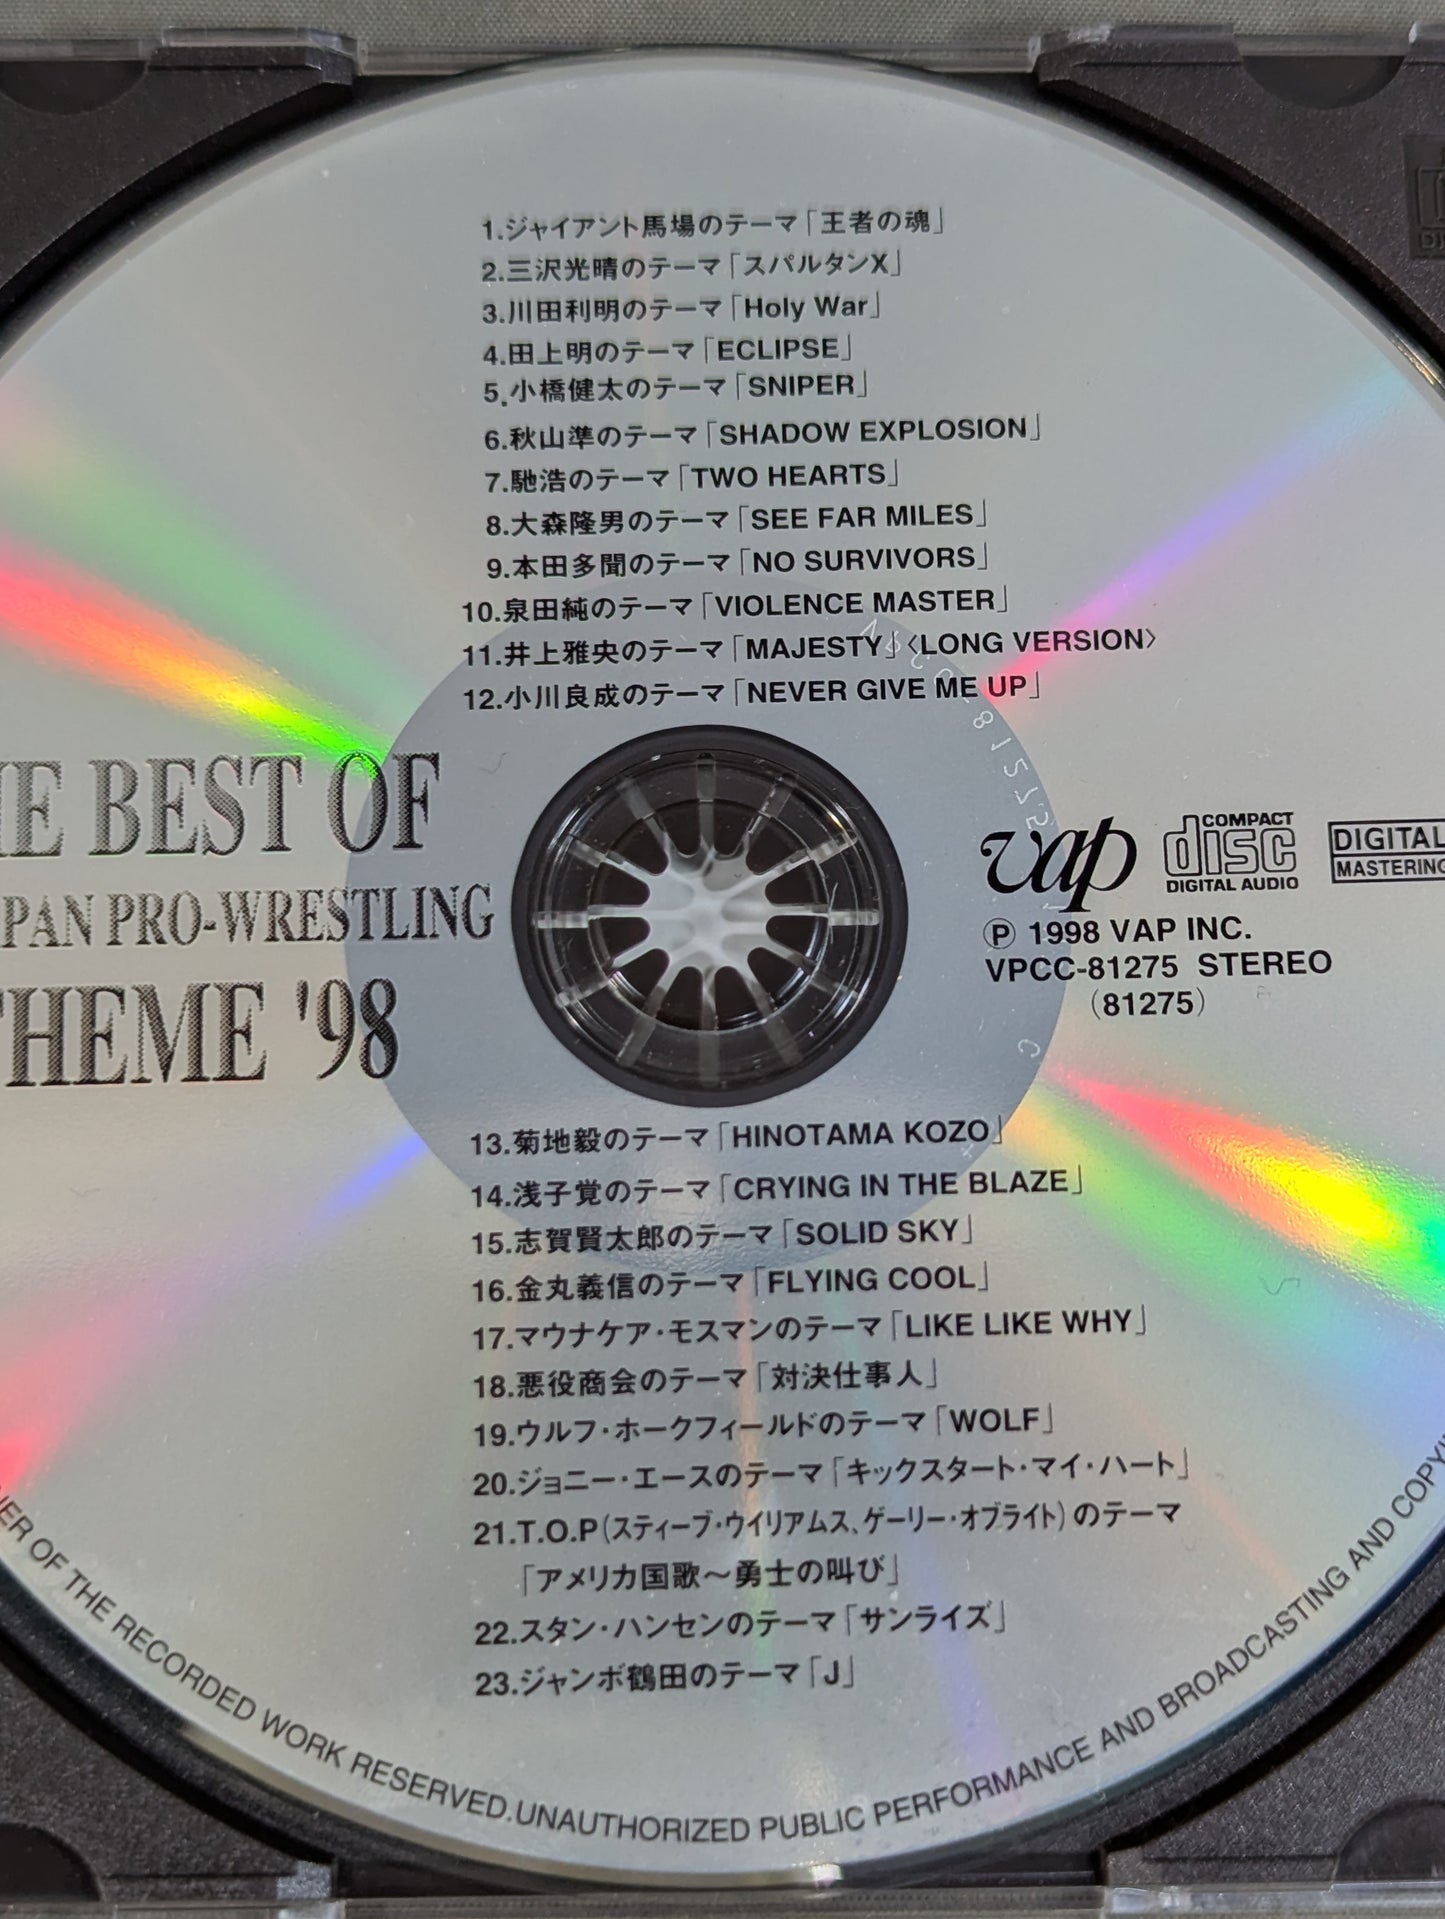 1.ジャイアント馬場のテーマ「王者の魂」
2.三沢光晴のテーマ「スパルタンX」
3.川田利明のテーマ「Holy War」
4.田上明のテーマ「ECLIPSE」
5.小橋健太のテーマ「SNIPER」
6.秋山準のテーマ「SHADOW EXPLOSION」
7.馳浩のテーマ「TWO HEARTS」
8.大森隆男のテーマ「SEE FAR MILES」
9.本田多聞のテーマ「NO SURVIVORS」
10.泉田純のテーマ「VIOLENCE MASTER」
11.井上雅央のテーマ「MAJESTY」〈LONG VERSION〉
12.小川良成のテーマ「NEVER GIVE ME UP」
BEST OF
PRO-WRESTLING
THEME '98
vap
COMPACT
disc
DIGITAL AUDIO
DIGITAL
MASTERING
Ⓟ 1998 VAP INC.
VPCC-81275 STEREO
(81275)
13.菊地毅のテーマ「HINOTAMA KOZO」
14.浅子覚のテーマ「CRYING IN THE BLAZE」
15.志賀賢太郎のテーマ「SOLID SKY」
16.金丸義信のテーマ「FLYING COOL」
17.マウナケア・モスマンのテーマ「LIKE LIKE WHY」
18.悪役商会のテーマ「対決仕事人」
19.ウルフ・ホークフィールドのテーマ「WOLF」
20.ジョニー・エースのテーマ「キックスタート・マイ・ハート」
21.T.O.P(スティーブ・ウイリアムス、ゲーリー・オブライト)のテーマ
「アメリカ国歌〜勇士の叫び」
22.スタン・ハンセンのテーマ「サンライズ」
23.ジャンボ鶴田のテーマ「J」
OF THE RECORDED WORK RESERVED.UNAUTHORIZED PUBLIC PERFORMANCE AND BROADCASTING AND